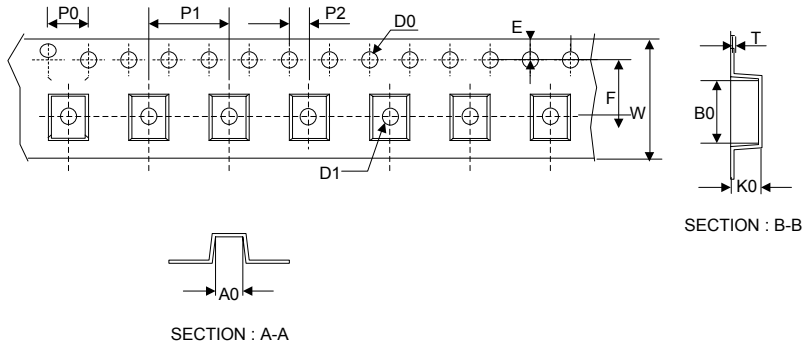 P0 P1 P2 D0 E T
F W B0
D1 K0
SECTION : B-B
A0
SECTION : A-A